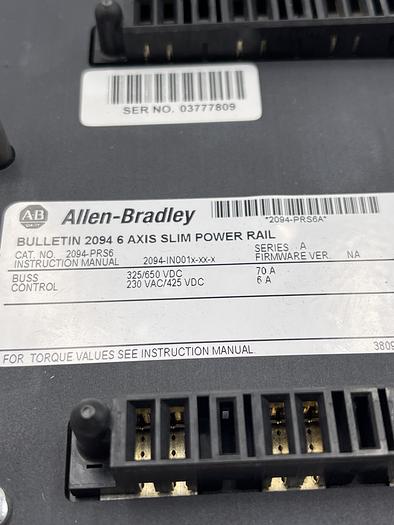 SER NO. 03777809
AB Allen-Bradley *2094-PRS6A*
BULLETIN 2094 6 AXIS SLIM POWER RAIL
CAT. NO. 2094-PRS6 SERIES A
INSTRUCTION MANUAL 2094-IN001x-xx-x FIRMWARE VER. NA
BUSS 325/650 VDC 70 A
CONTROL 230 VAC/425 VDC 6 A
FOR TORQUE VALUES SEE INSTRUCTION MANUAL 3809